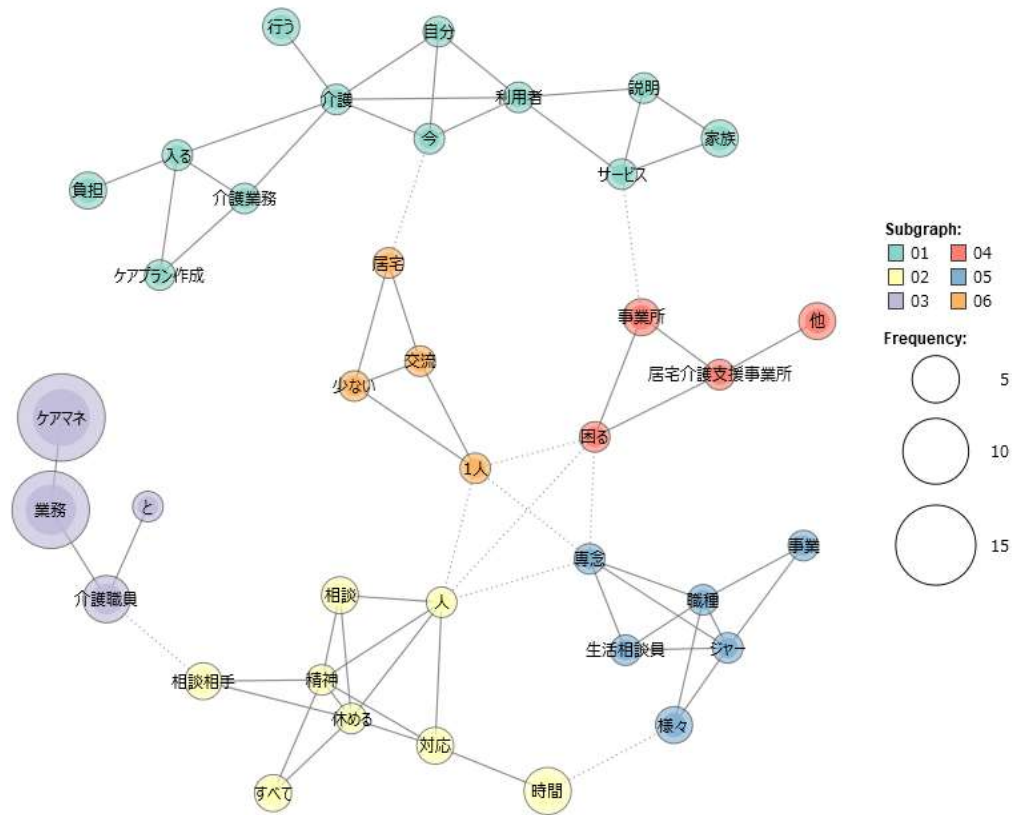 行う
自分
介護
利用者
説明
今
家族
入る
サービス
負担
介護業務
ケアプラン作成
居宅
事業所
他
交流
居宅介護支援事業所
少ない
困る
1人
ケアマネ
業務
と
介護職員
専念
事業
職種
生活相談員
ジャー
様々
相談
人
相談相手
精神
休める
対応
すべて
時間
Subgraph:
01 04
02 05
03 06
Frequency:
5
10
15